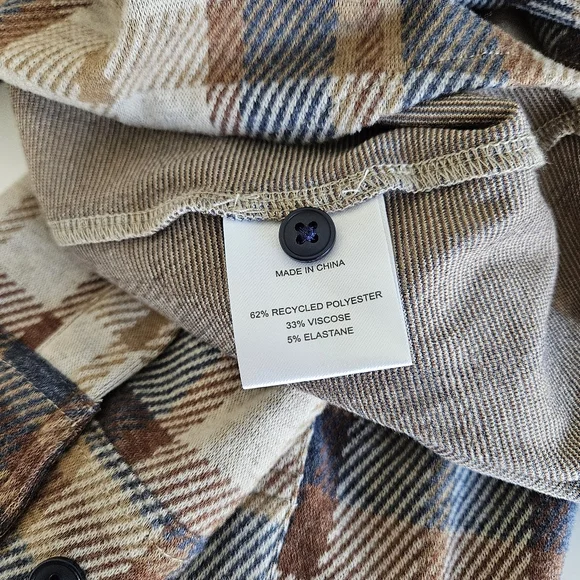 MADE IN CHINA
62% RECYCLED POLYESTER
33% VISCOSE
5% ELASTANE